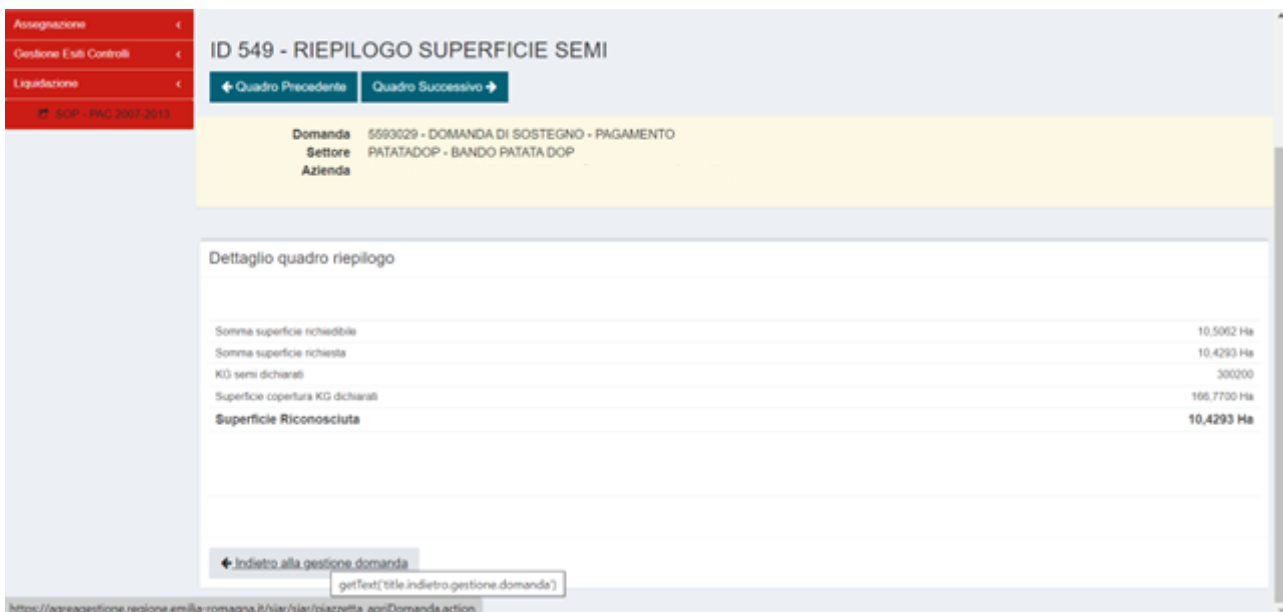 Assegnazione
Gestione Esiti Controlli
Liquidazione
SOP - PAC 2007-2013
ID 549 - RIEPILOGO SUPERFICIE SEMI
Quadro Precedente
Quadro Successivo
Domanda 5593029 - DOMANDA DI SOSTEGNO - PAGAMENTO
Settore PATATADOP - BANDO PATATA DOP
Azienda
Dettaglio quadro riepilogo
Somma superficie richiedibile 10,5062 Ha
Somma superficie richiesta 10,4293 Ha
KG semi dichiarati 300200
Superficie copertura KG dichiarati 166,7700 Ha
Superficie Riconosciuta 10,4293 Ha
Indietro alla gestione domanda
getText('title.indietro.gestione.domanda')
https://agreagestione.regione.emilia-romagna.it/siar/siar/piazzetta_apriDomanda.action